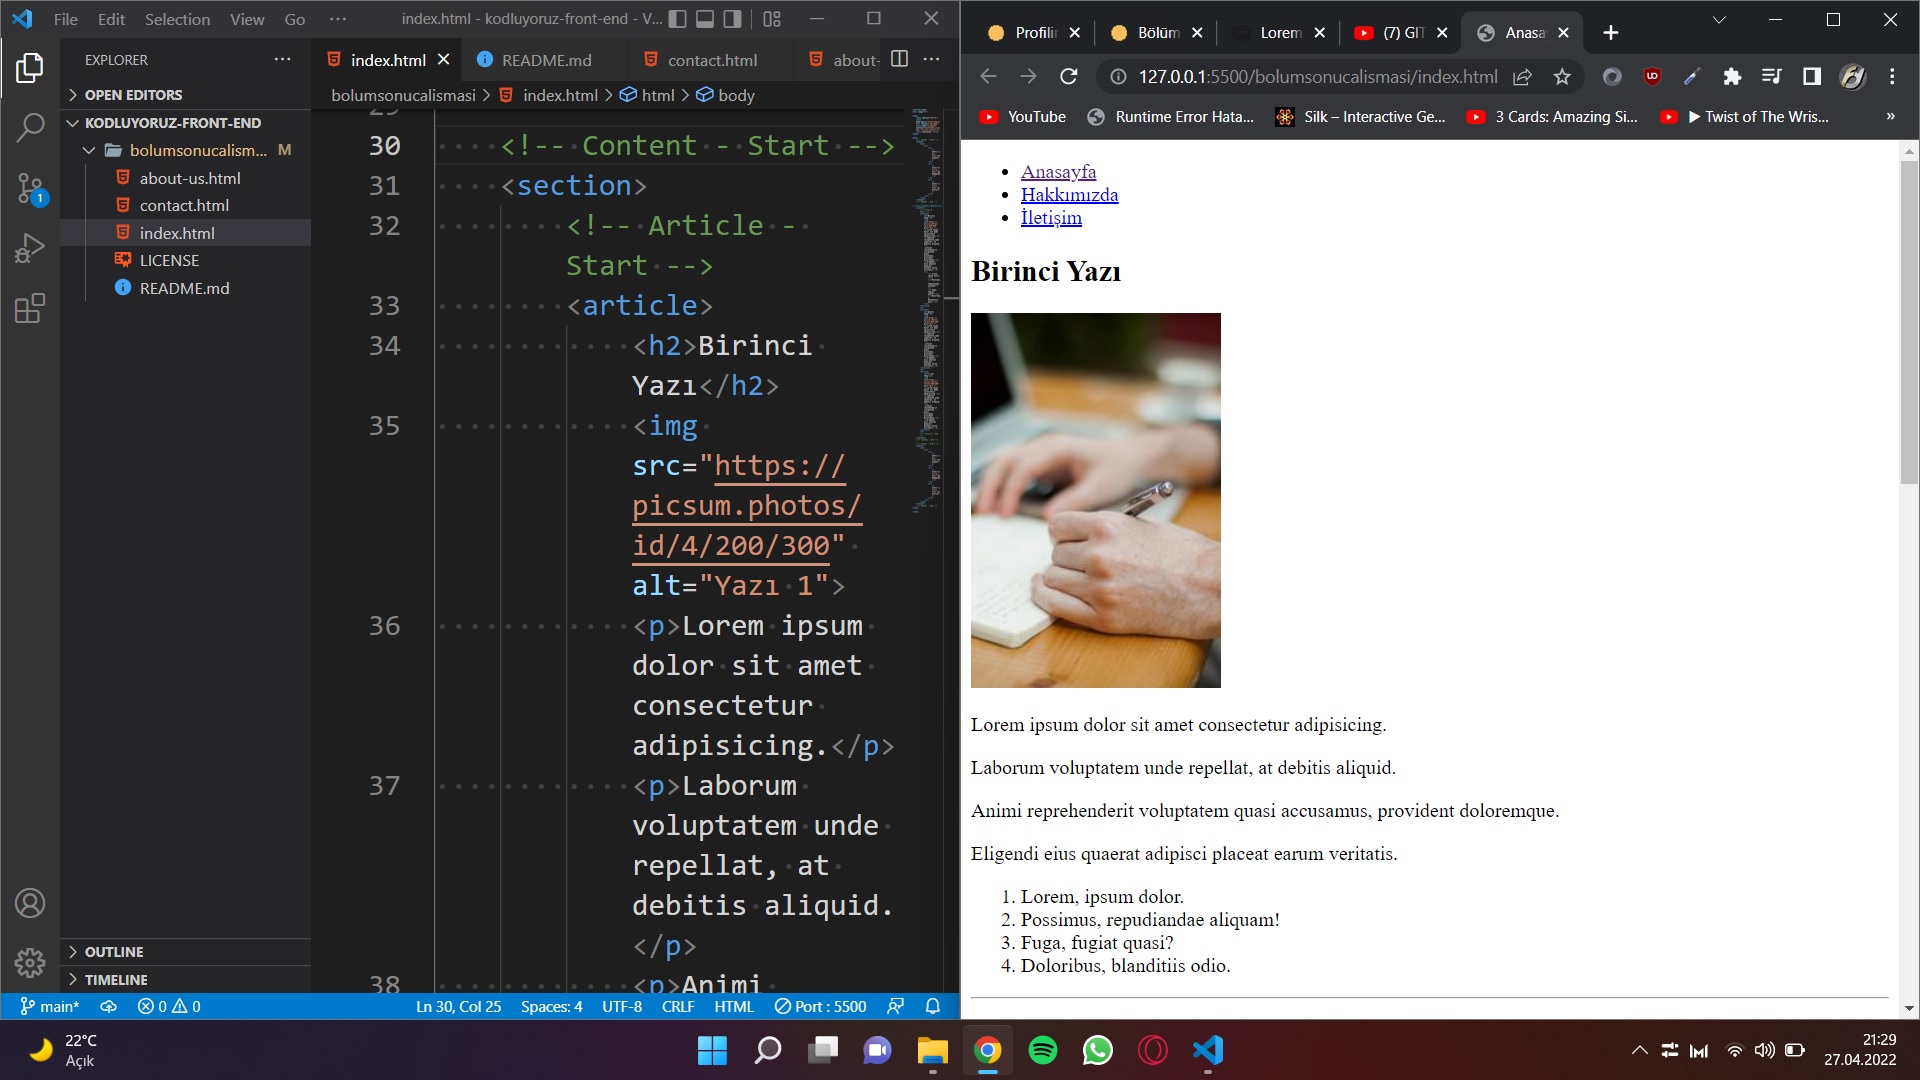 File Edit Selection View Go ··· index.html - kodluyoruz-front-end - V...
EXPLORER ···
OPEN EDITORS
KODLUYORUZ-FRONT-END
bolumsonucalism... M
about-us.html
contact.html
index.html
LICENSE
README.md
1
OUTLINE
TIMELINE
index.html README.md contact.html about- ···
bolumsonucalismasi > index.html > html > body
29
30 <!-- Content - Start -->
31 <section>
32 <!-- Article -
Start -->
33 <article>
34 <h2>Birinci
Yazı</h2>
35 <img
src="https://
picsum.photos/
id/4/200/300"
alt="Yazı 1">
36 <p>Lorem ipsum
dolor sit amet
consectetur
adipisicing.</p>
37 <p>Laborum
voluptatem unde
repellat, at
debitis aliquid.
</p>
38 <p>Animi
main* 0 0 Ln 30, Col 25 Spaces: 4 UTF-8 CRLF HTML Port : 5500
Profilin Bölüm Lorem (7) GIT Anasa
127.0.0.1:5500/bolumsonucalismasi/index.html
YouTube Runtime Error Hata... Silk – Interactive Ge... 3 Cards: Amazing Si... ▶ Twist of The Wris... »
Anasayfa
Hakkımızda
İletişim
Birinci Yazı
Lorem ipsum dolor sit amet consectetur adipisicing.
Laborum voluptatem unde repellat, at debitis aliquid.
Animi reprehenderit voluptatem quasi accusamus, provident doloremque.
Eligendi eius quaerat adipisci placeat earum veritatis.
1. Lorem, ipsum dolor.
2. Possimus, repudiandae aliquam!
3. Fuga, fugiat quasi?
4. Doloribus, blanditiis odio.
22°C
Açık
21:29
27.04.2022